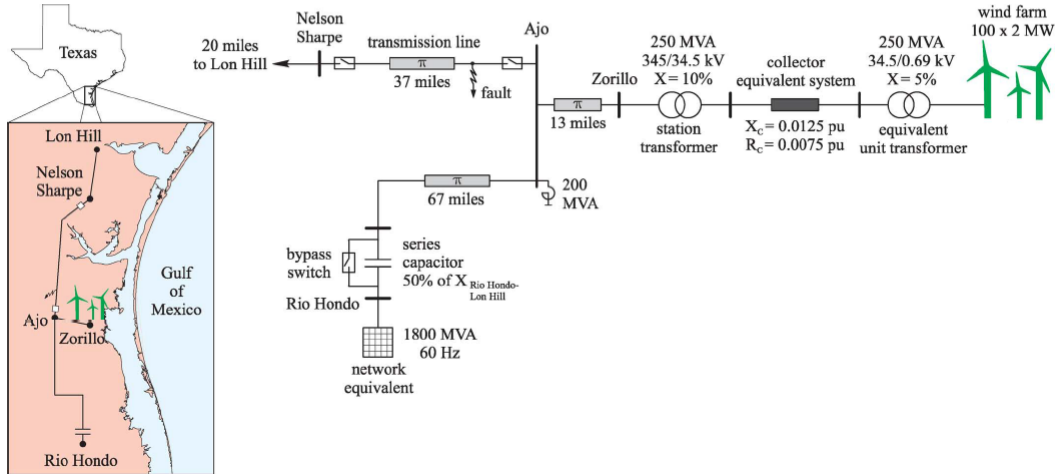 Texas
Lon Hill
Nelson
Sharpe
Gulf
of
Mexico
Ajo
Zorillo
Rio Hondo
Nelson
Sharpe
20 miles
to Lon Hill
transmission line
π
37 miles
fault
Ajo
Zorillo
π
13 miles
250 MVA
345/34.5 kV
X = 10%
station
transformer
collector
equivalent system
X_C = 0.0125 pu
R_C = 0.0075 pu
250 MVA
34.5/0.69 kV
X = 5%
equivalent
unit transformer
wind farm
100 x 2 MW
π
67 miles
200
MVA
bypass
switch
series
capacitor
50% of X Rio Hondo-
Lon Hill
Rio Hondo
1800 MVA
60 Hz
network
equivalent